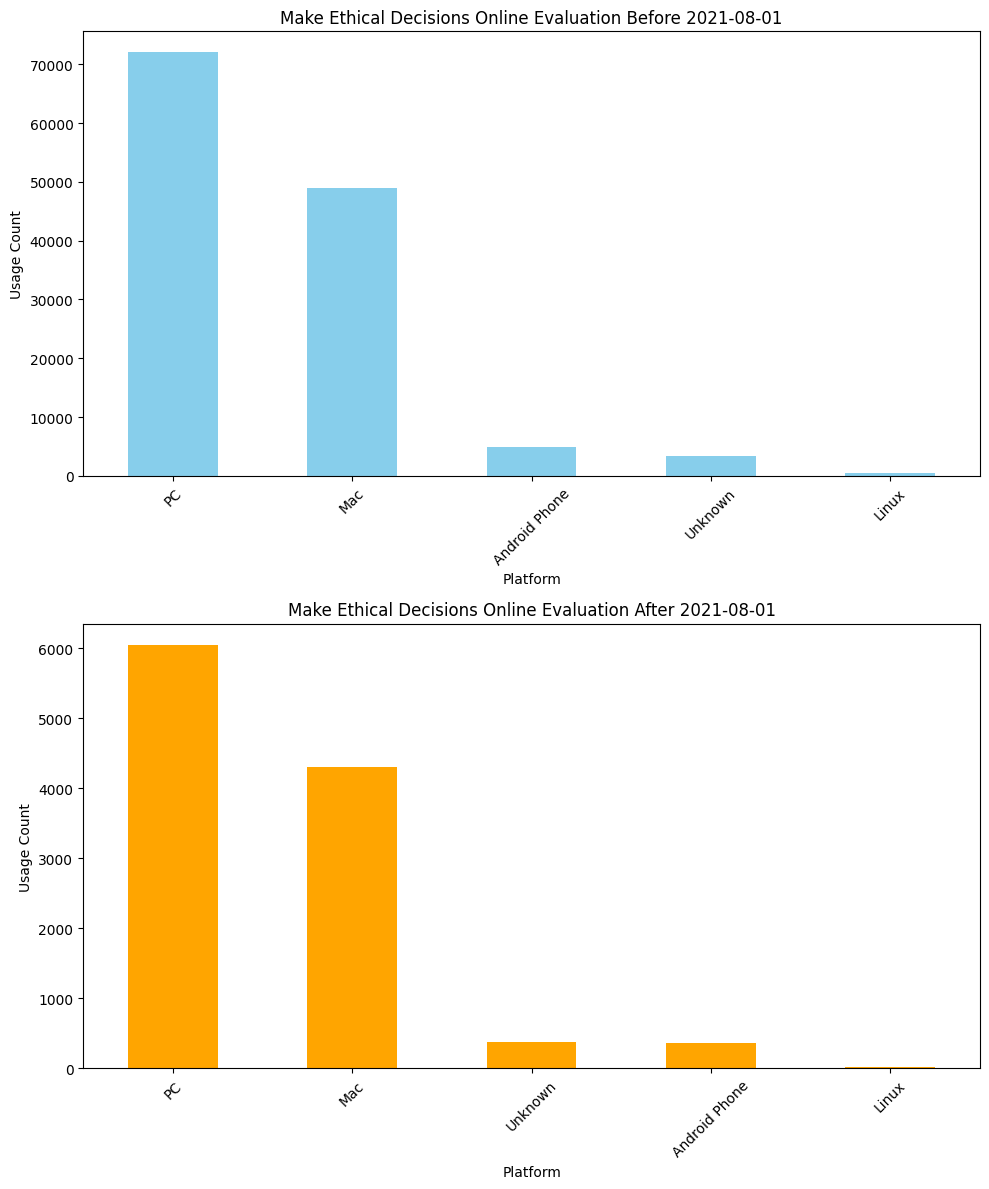 Make Ethical Decisions Online Evaluation Before 2021-08-01
70000
60000
50000
40000
30000
20000
10000
0
Usage Count
PC
Mac
Android Phone
Unknown
Linux
Platform
Make Ethical Decisions Online Evaluation After 2021-08-01
6000
5000
4000
3000
2000
1000
0
Usage Count
PC
Mac
Unknown
Android Phone
Linux
Platform